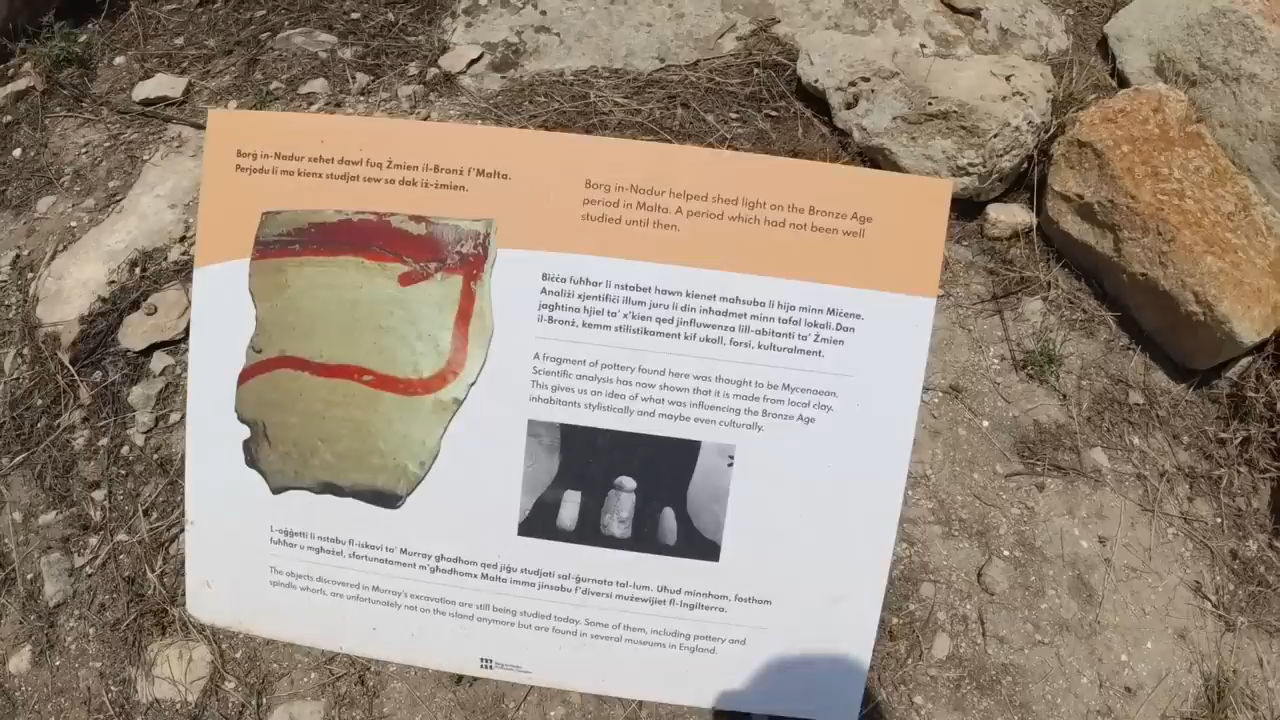 Borġ in-Nadur xehet dawl fuq Żmien il-Bronż f'Malta.
Perjodu li ma kienx studjat sew sa dak iż-żmien.
Borg in-Nadur helped shed light on the Bronze Age
period in Malta. A period which had not been well
studied until then.
Biċċa fuħħar li nstabet hawn kienet maħsuba li hija minn Miċene.
Analiżi xjentifiċi illum juru li din inħadmet minn tafal lokali. Dan
jagħtina ħjiel ta' x'kien qed jinfluwenza lill-abitanti ta' Żmien
il-Bronż, kemm stilistikament kif ukoll, forsi, kulturalment.
A fragment of pottery found here was thought to be Mycenaean.
Scientific analysis has now shown that it is made from local clay.
This gives us an idea of what was influencing the Bronze Age
inhabitants stylistically and maybe even culturally.
L-oġġetti li nstabu fl-iskavi ta' Murray għadhom qed jiġu studjati sal-ġurnata tal-lum. Uħud minnhom, fosthom
fuħħar u mgħażel, sfortunatament m'għadhomx Malta imma jinsabu f'diversi mużewijiet fl-Ingilterra.
The objects discovered in Murray's excavation are still being studied today. Some of them, including pottery and
spindle whorls, are unfortunately not on the island anymore but are found in several museums in England.